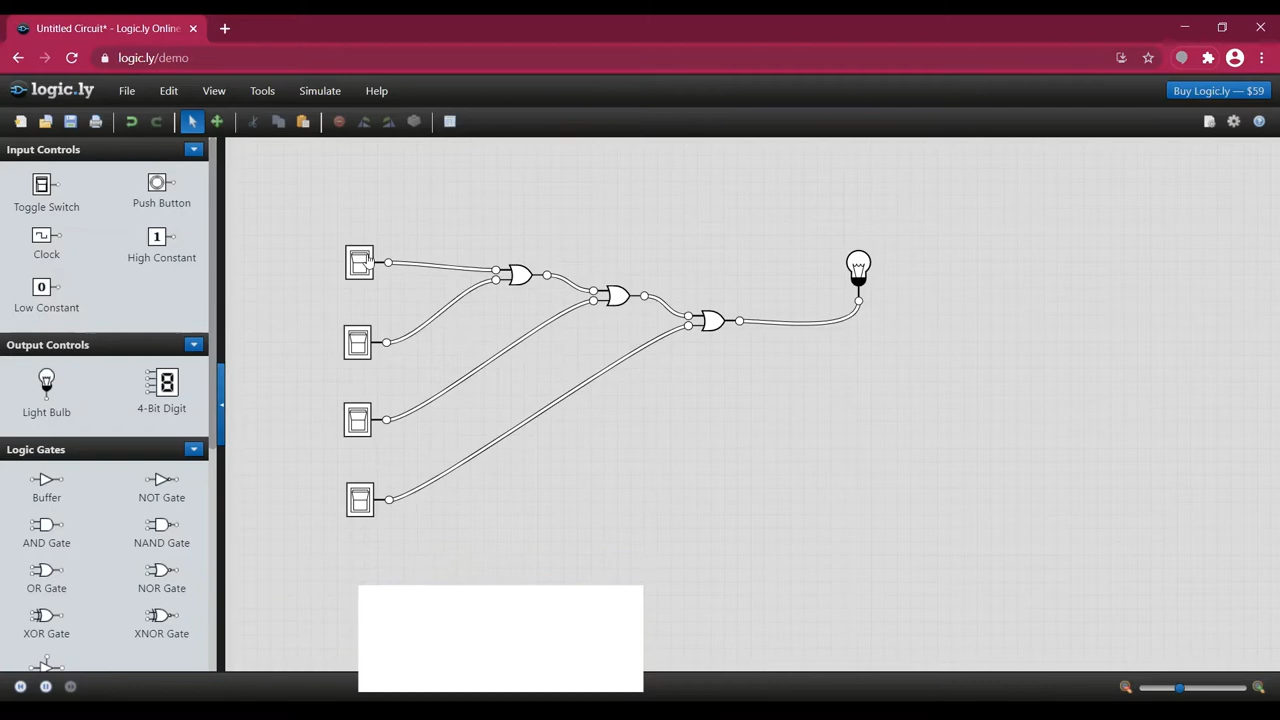 Untitled Circuit* - Logic.ly Online
logic.ly/demo
logic.ly
File Edit View Tools Simulate Help
Buy Logic.ly — $59
Input Controls
Toggle Switch
Push Button
Clock
1
High Constant
0
Low Constant
Output Controls
Light Bulb
8
4-Bit Digit
Logic Gates
Buffer
NOT Gate
AND Gate
NAND Gate
OR Gate
NOR Gate
XOR Gate
XNOR Gate